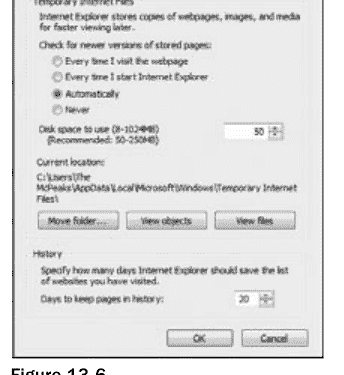 Temporary Internet Files
Internet Explorer stores copies of webpages, images, and media
for faster viewing later.
Check for newer versions of stored pages:
Every time I visit the webpage
Every time I start Internet Explorer
Automatically
Never
Disk space to use (8-1024MB)
(Recommended: 50-250MB)
50
Current location:
C:\Users\The
McPeaks\AppData\Local\Microsoft\Windows\Temporary Internet
Files\
Move folder... View objects View files
History
Specify how many days Internet Explorer should save the list
of websites you have visited.
Days to keep pages in history: 20
OK Cancel
Figure 13-6